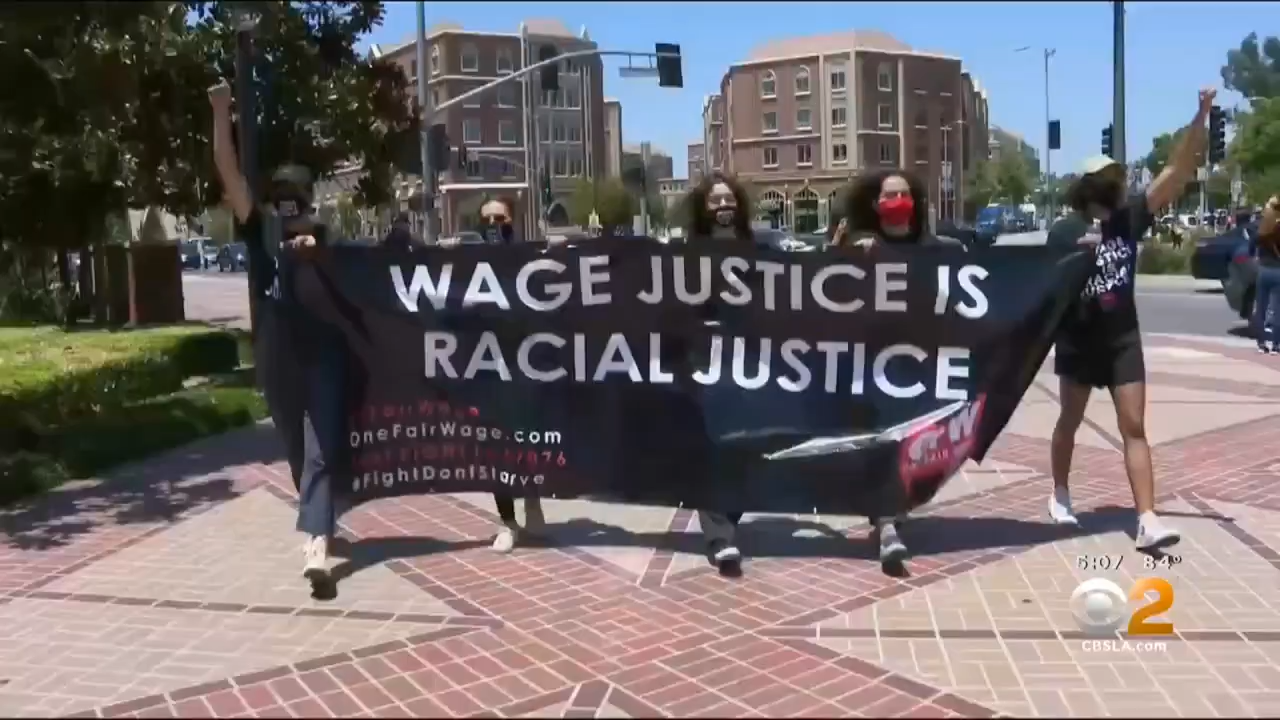 WAGE JUSTICE IS
RACIAL JUSTICE
OneFairWage.com
#FightDontStarve
5:07 84°
2
CBSLA.com